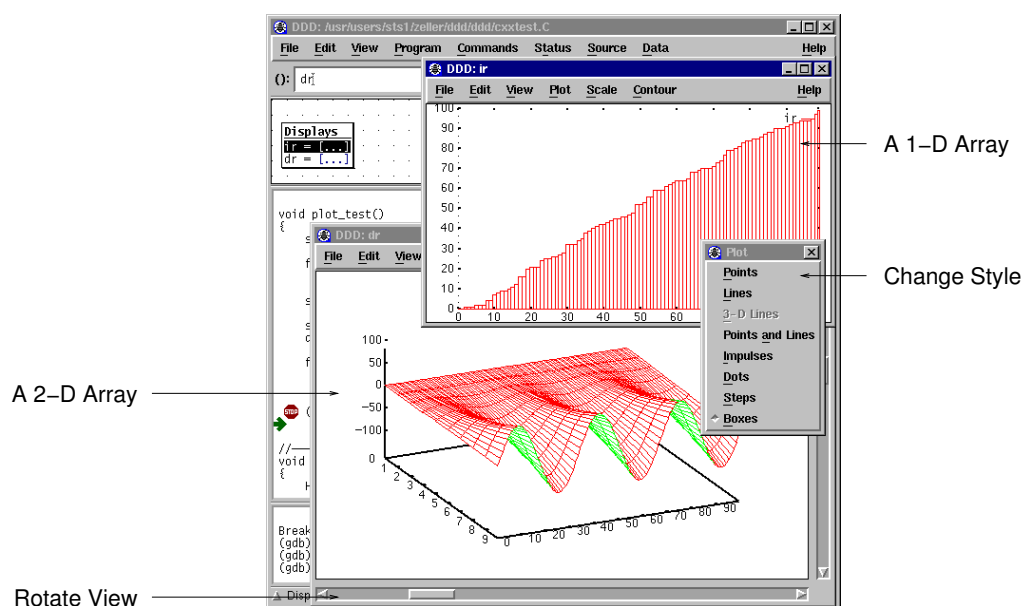 DDD: /usr/users/sts1/zeller/ddd/ddd/cxxtest.C
File Edit View Program Commands Status Source Data Help
(): dr
DDD: ir
File Edit View Plot Scale Contour Help
Displays
ir = [...]
dr = [...]
100
90
80
70
60
50
40
30
20
10
0
0 10 20 30 40 50 60
ir
A 1–D Array
void plot_test()
{
DDD: dr
File Edit View
Plot
Points
Lines
3-D Lines
Points and Lines
Impulses
Dots
Steps
Boxes
Change Style
100
50
0
−50
−100
0
1
2
3
4
5
6
7
8
9
0 10 20 30 40 50 60 70 80 90
A 2–D Array
STOP
(
//
void
{
Break
(gdb)
(gdb)
(gdb)
Disp
Rotate View